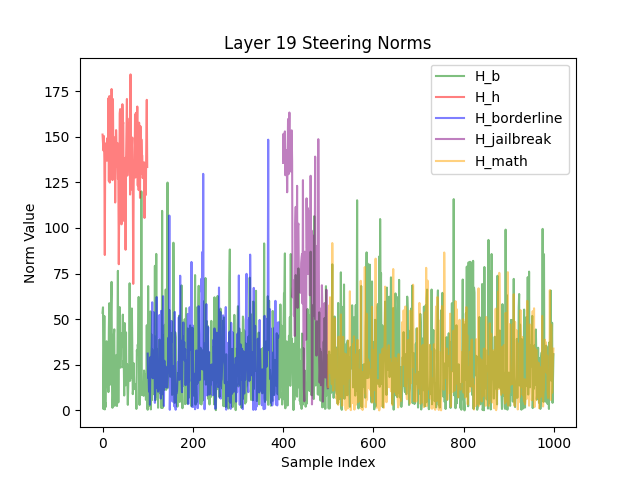 Layer 19 Steering Norms
Norm Value
175
150
125
100
75
50
25
0
H_b
H_h
H_borderline
H_jailbreak
H_math
0
200
400
600
800
1000
Sample Index